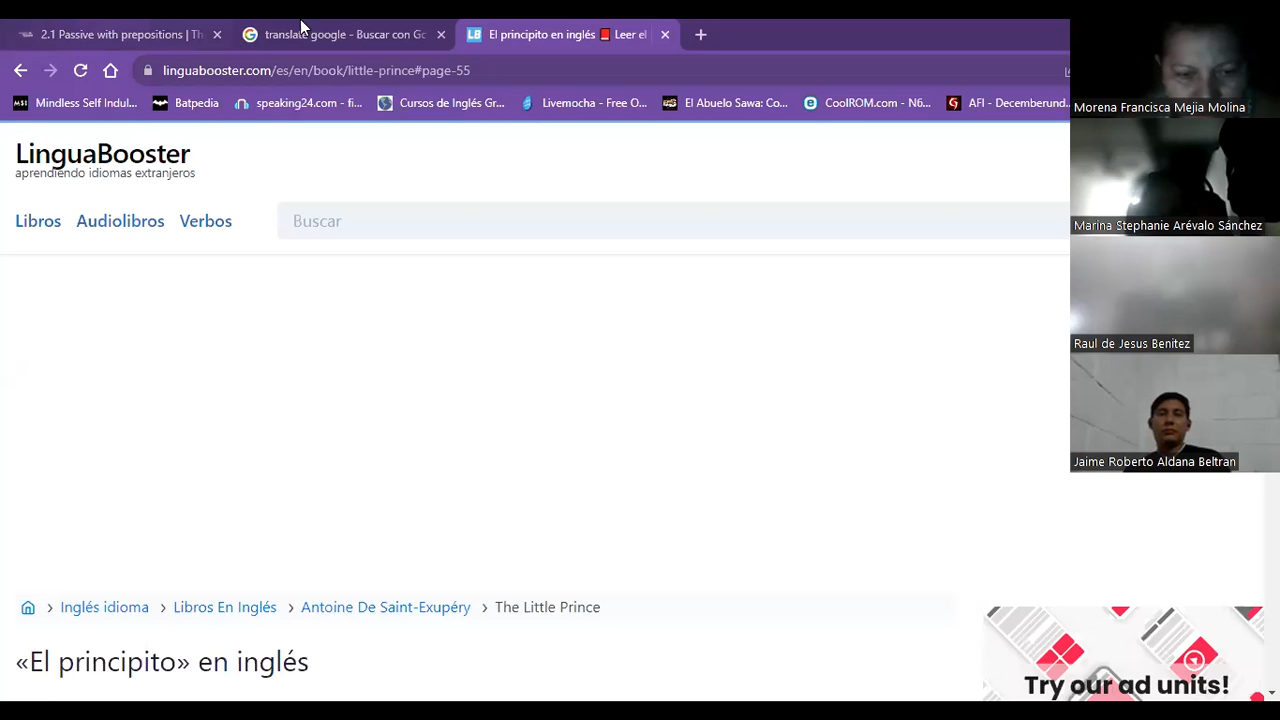 2.1 Passive with prepositions | Th
translate google - Buscar con Go
El principito en inglés 📕 Leer el
linguabooster.com/es/en/book/little-prince#page-55
Mindless Self Indul...
Batpedia
speaking24.com - fi...
Cursos de Inglés Gr...
Livemocha - Free O...
El Abuelo Sawa: Co...
CoolROM.com - N6...
AFI - Decemberund...
Morena Francisca Mejia Molina
LinguaBooster
aprendiendo idiomas extranjeros
Marina Stephanie Arévalo Sánchez
Libros Audiolibros Verbos
Buscar
Raul de Jesus Benitez
Jaime Roberto Aldana Beltran
> Inglés idioma > Libros En Inglés > Antoine De Saint-Exupéry > The Little Prince
«El principito» en inglés
Try our ad units!